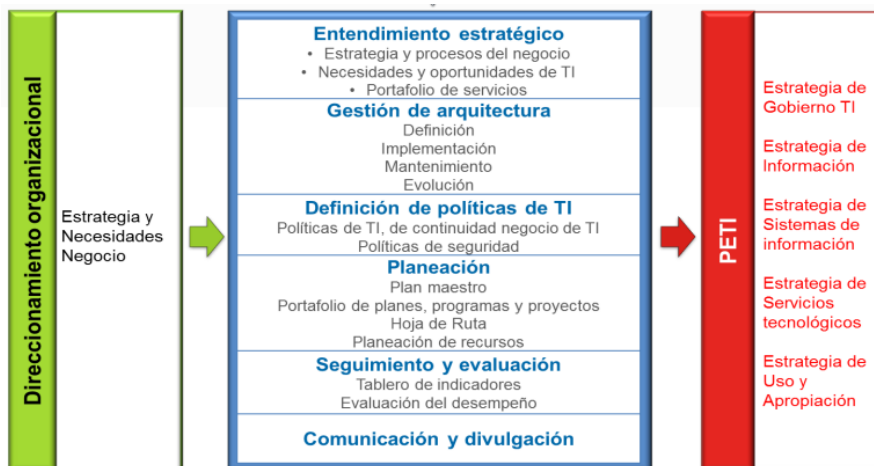 Direccionamiento organizacional
Estrategia y
Necesidades
Negocio
Entendimiento estratégico
• Estrategia y procesos del negocio
• Necesidades y oportunidades de TI
• Portafolio de servicios
Gestión de arquitectura
Definición
Implementación
Mantenimiento
Evolución
Definición de políticas de TI
Políticas de TI, de continuidad negocio de TI
Políticas de seguridad
Planeación
Plan maestro
Portafolio de planes, programas y proyectos
Hoja de Ruta
Planeación de recursos
Seguimiento y evaluación
Tablero de indicadores
Evaluación del desempeño
Comunicación y divulgación
PETI
Estrategia de
Gobierno TI
Estrategia de
Información
Estrategia de
Sistemas de
información
Estrategia de
Servicios
tecnológicos
Estrategia de
Uso y
Apropiación